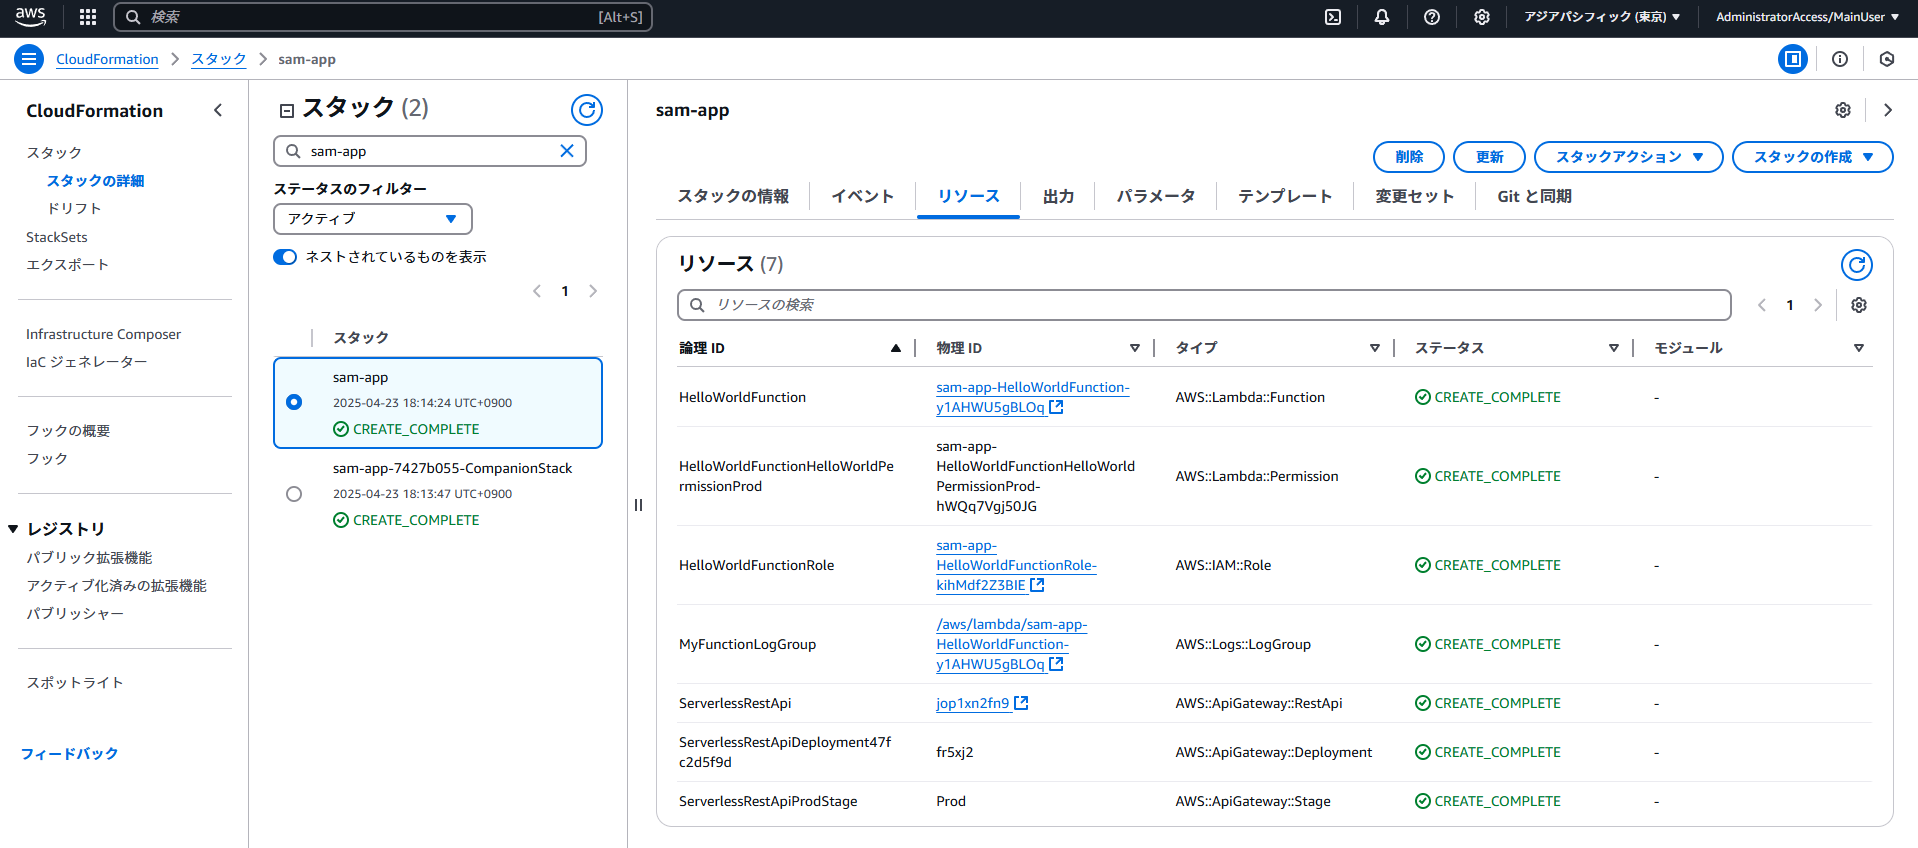 aws
検索
[Alt+S]
アジアパシフィック (東京)
AdministratorAccess/MainUser
CloudFormation
スタック
sam-app
CloudFormation
スタック
スタックの詳細
ドリフト
StackSets
エクスポート
Infrastructure Composer
IaC ジェネレーター
フックの概要
フック
レジストリ
パブリック拡張機能
アクティブ化済みの拡張機能
パブリッシャー
スポットライト
フィードバック
スタック (2)
sam-app
ステータスのフィルター
アクティブ
ネストされているものを表示
1
スタック
sam-app
2025-04-23 18:14:24 UTC+0900
CREATE_COMPLETE
sam-app-7427b055-CompanionStack
2025-04-23 18:13:47 UTC+0900
CREATE_COMPLETE
sam-app
削除
更新
スタックアクション
スタックの作成
スタックの情報
イベント
リソース
出力
パラメータ
テンプレート
変更セット
Git と同期
リソース (7)
リソースの検索
1
論理 ID
物理 ID
タイプ
ステータス
モジュール
HelloWorldFunction
sam-app-HelloWorldFunction-
y1AHWU5gBLOq
AWS::Lambda::Function
CREATE_COMPLETE
-
HelloWorldFunctionHelloWorldPe
rmissionProd
sam-app-
HelloWorldFunctionHelloWorld
PermissionProd-
hWQq7Vgj50JG
AWS::Lambda::Permission
CREATE_COMPLETE
-
HelloWorldFunctionRole
sam-app-
HelloWorldFunctionRole-
kihMdf2Z3BIE
AWS::IAM::Role
CREATE_COMPLETE
-
MyFunctionLogGroup
/aws/lambda/sam-app-
HelloWorldFunction-
y1AHWU5gBLOq
AWS::Logs::LogGroup
CREATE_COMPLETE
-
ServerlessRestApi
jop1xn2fn9
AWS::ApiGateway::RestApi
CREATE_COMPLETE
-
ServerlessRestApiDeployment47f
c2d5f9d
fr5xj2
AWS::ApiGateway::Deployment
CREATE_COMPLETE
-
ServerlessRestApiProdStage
Prod
AWS::ApiGateway::Stage
CREATE_COMPLETE
-